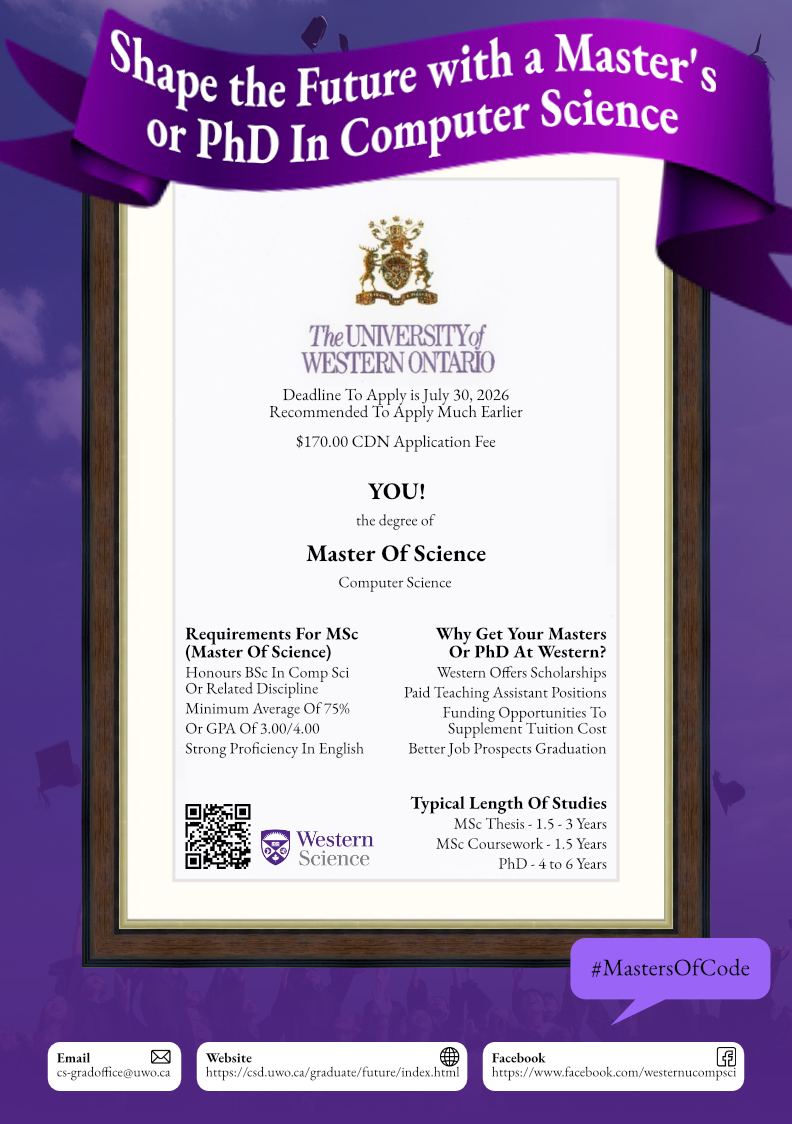 Shape the Future with a Master's
or PhD In Computer Science
The UNIVERSITY of
WESTERN ONTARIO
Deadline To Apply is July 30, 2026
Recommended To Apply Much Earlier
$170.00 CDN Application Fee
YOU!
the degree of
Master Of Science
Computer Science
Requirements For MSc
(Master Of Science)
Honours BSc In Comp Sci
Or Related Discipline
Minimum Average Of 75%
Or GPA Of 3.00/4.00
Strong Proficiency In English
Why Get Your Masters
Or PhD At Western?
Western Offers Scholarships
Paid Teaching Assistant Positions
Funding Opportunities To
Supplement Tuition Cost
Better Job Prospects Graduation
Typical Length Of Studies
MSc Thesis - 1.5 - 3 Years
MSc Coursework - 1.5 Years
PhD - 4 to 6 Years
Western
Science
#MastersOfCode
Email
cs-gradoffice@uwo.ca
Website
https://csd.uwo.ca/graduate/future/index.html
Facebook
https://www.facebook.com/westernucompsci